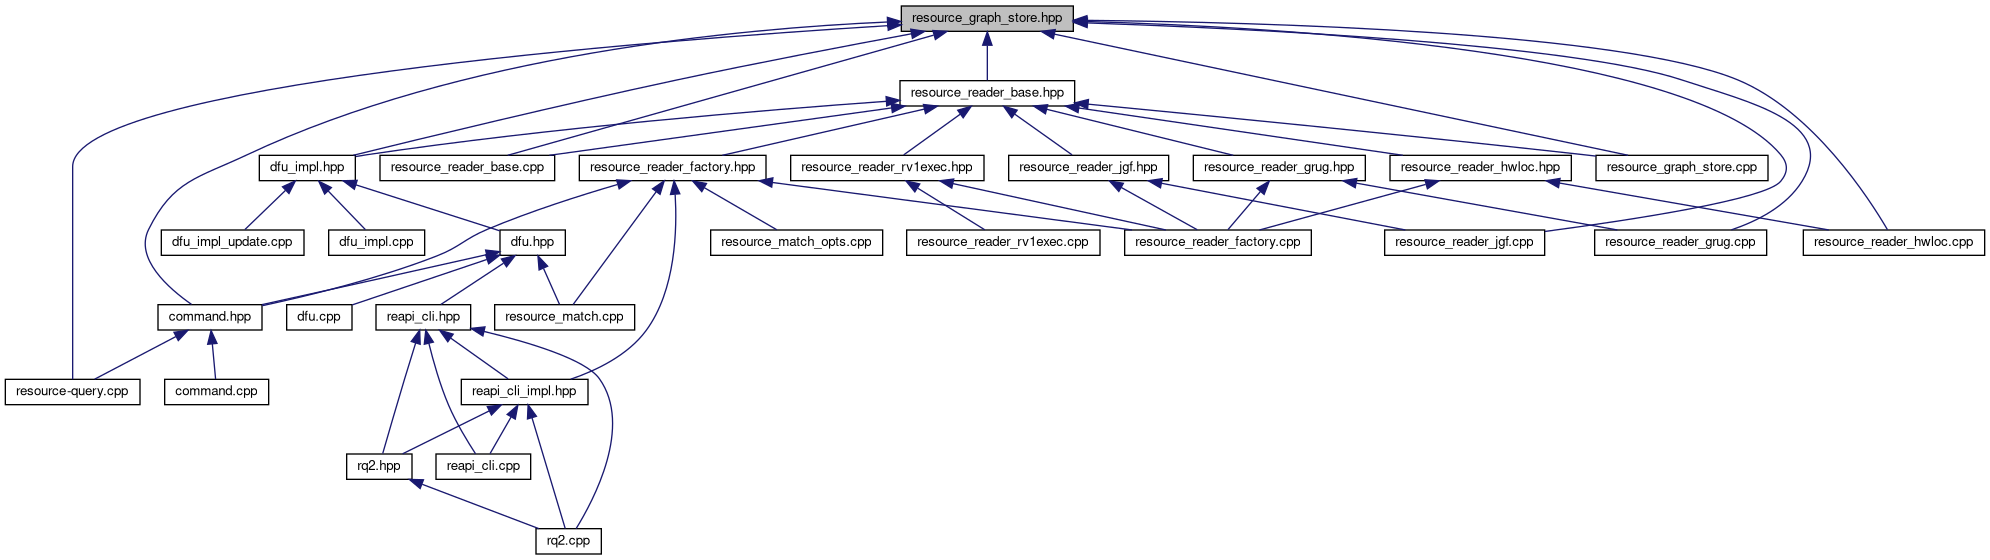 resource_graph_store.hpp
resource_reader_base.hpp
dfu_impl.hpp
resource_reader_base.cpp
resource_reader_factory.hpp
resource_reader_rv1exec.hpp
resource_reader_jgf.hpp
resource_reader_grug.hpp
resource_reader_hwloc.hpp
resource_graph_store.cpp
dfu_impl_update.cpp
dfu_impl.cpp
dfu.hpp
resource_match_opts.cpp
resource_reader_rv1exec.cpp
resource_reader_factory.cpp
resource_reader_jgf.cpp
resource_reader_grug.cpp
resource_reader_hwloc.cpp
command.hpp
dfu.cpp
reapi_cli.hpp
resource_match.cpp
resource-query.cpp
command.cpp
reapi_cli_impl.hpp
rq2.hpp
reapi_cli.cpp
rq2.cpp